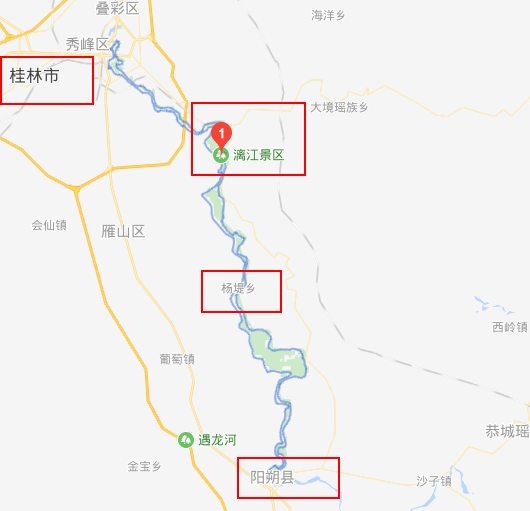 叠彩区
海洋乡
秀峰区
桂林市
大境瑶族乡
1
漓江景区
会仙镇
雁山区
杨堤乡
西岭镇
葡萄镇
恭城瑶
遇龙河
金宝乡
阳朔县
沙子镇